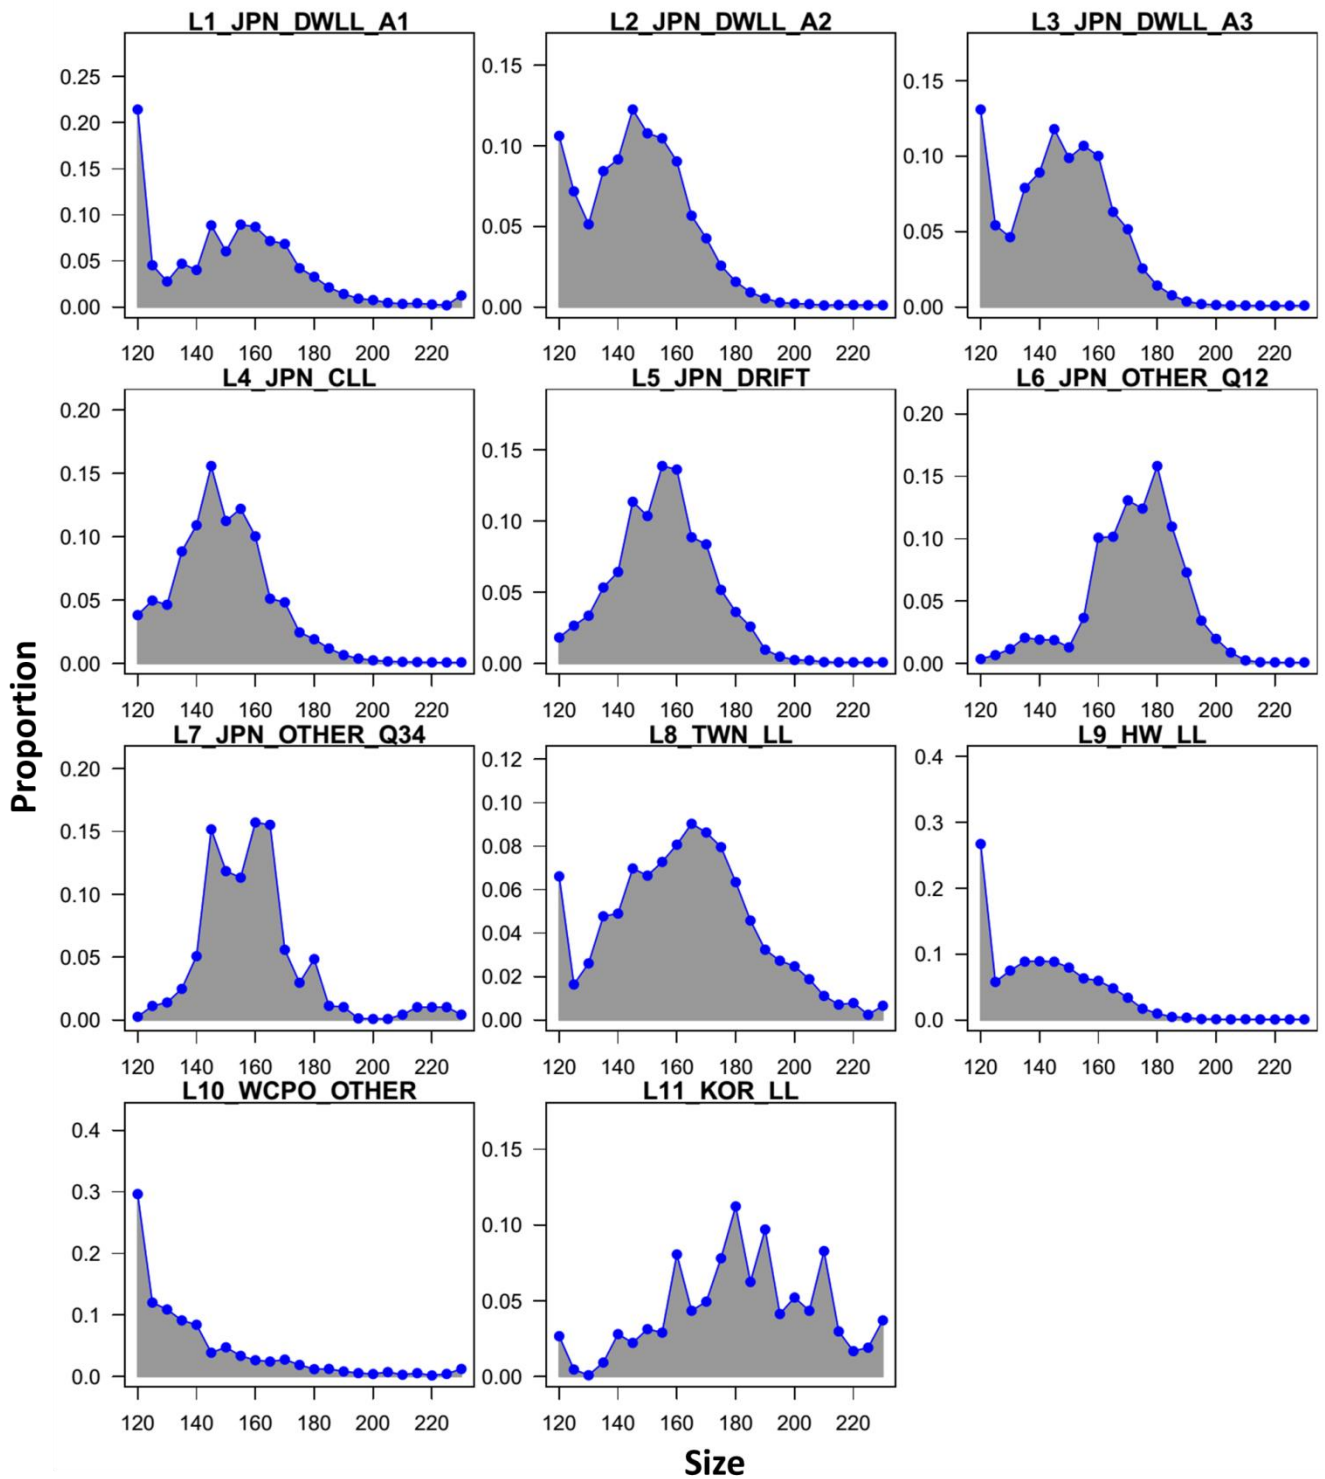 L1_JPN_DWLL_A1 L2_JPN_DWLL_A2 L3_JPN_DWLL_A3
0.25 0.20 0.15 0.10 0.05 0.00
0.15 0.10 0.05 0.00
0.15 0.10 0.05 0.00
120 140 160 180 200 220 120 140 160 180 200 220 120 140 160 180 200 220
L4_JPN_CLL L5_JPN_DRIFT L6_JPN_OTHER_Q12
0.20 0.15 0.10 0.05 0.00
0.15 0.10 0.05 0.00
0.20 0.15 0.10 0.05 0.00
120 140 160 180 200 220 120 140 160 180 200 220 120 140 160 180 200 220
Proportion
L7_JPN_OTHER_Q34 L8_TWN_LL L9_HW_LL
0.20 0.15 0.10 0.05 0.00
0.12 0.10 0.08 0.06 0.04 0.02 0.00
0.4 0.3 0.2 0.1 0.0
120 140 160 180 200 220 120 140 160 180 200 220 120 140 160 180 200 220
L10_WCPO_OTHER L11_KOR_LL
0.4 0.3 0.2 0.1 0.0
0.15 0.10 0.05 0.00
120 140 160 180 200 220 120 140 160 180 200 220
Size